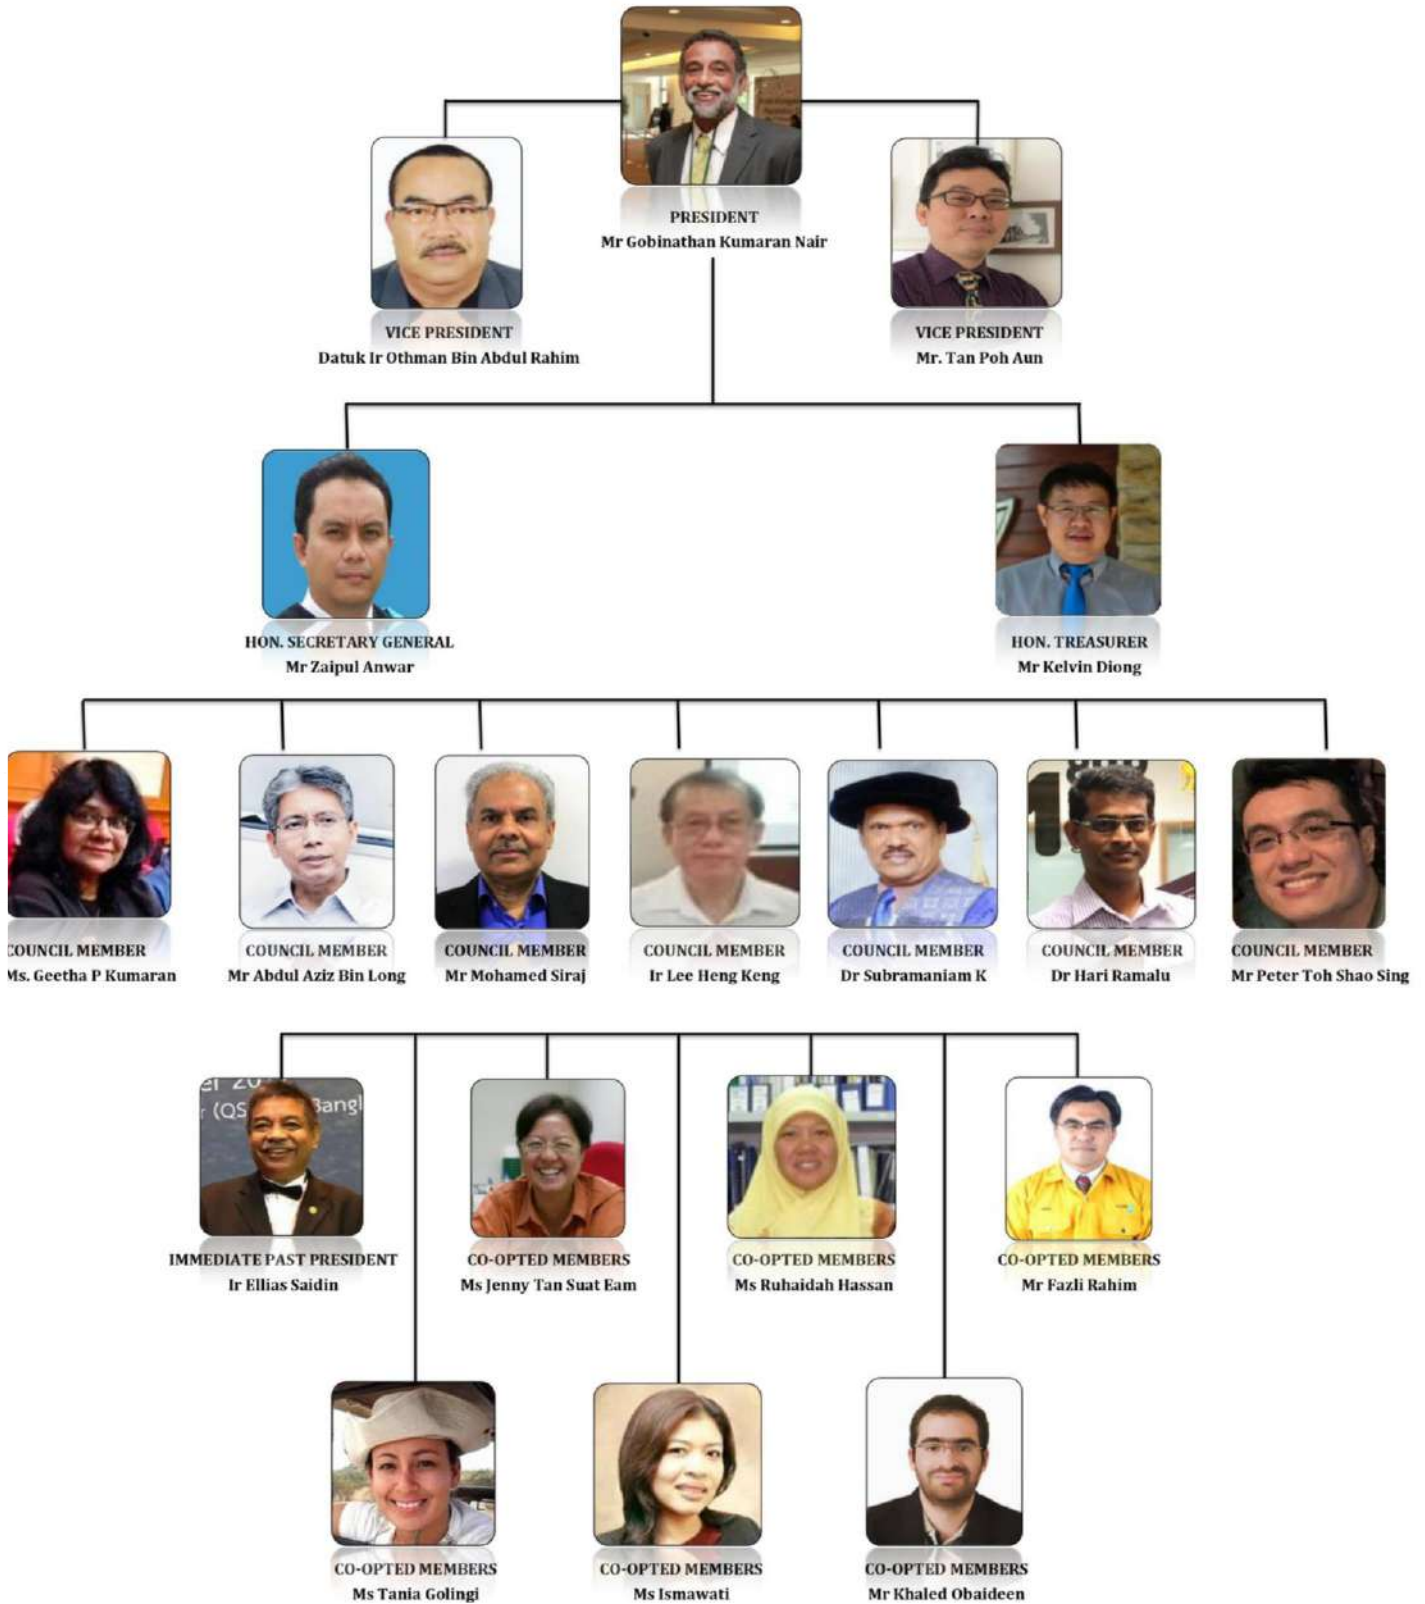 PRESIDENT
Mr Gobinathan Kumaran Nair
VICE PRESIDENT
Datuk Ir Othman Bin Abdul Rahim
VICE PRESIDENT
Mr. Tan Poh Aun
HON. SECRETARY GENERAL
Mr Zaipul Anwar
HON. TREASURER
Mr Kelvin Diong
COUNCIL MEMBER
Ms. Geetha P Kumaran
COUNCIL MEMBER
Mr Abdul Aziz Bin Long
COUNCIL MEMBER
Mr Mohamed Siraj
COUNCIL MEMBER
Ir Lee Heng Keng
COUNCIL MEMBER
Dr Subramaniam K
COUNCIL MEMBER
Dr Hari Ramalu
COUNCIL MEMBER
Mr Peter Toh Shao Sing
IMMEDIATE PAST PRESIDENT
Ir Ellias Saidin
CO-OPTED MEMBERS
Ms Jenny Tan Suat Eam
CO-OPTED MEMBERS
Ms Ruhaidah Hassan
CO-OPTED MEMBERS
Mr Fazli Rahim
CO-OPTED MEMBERS
Ms Tania Golingi
CO-OPTED MEMBERS
Ms Ismawati
CO-OPTED MEMBERS
Mr Khaled Obaideen